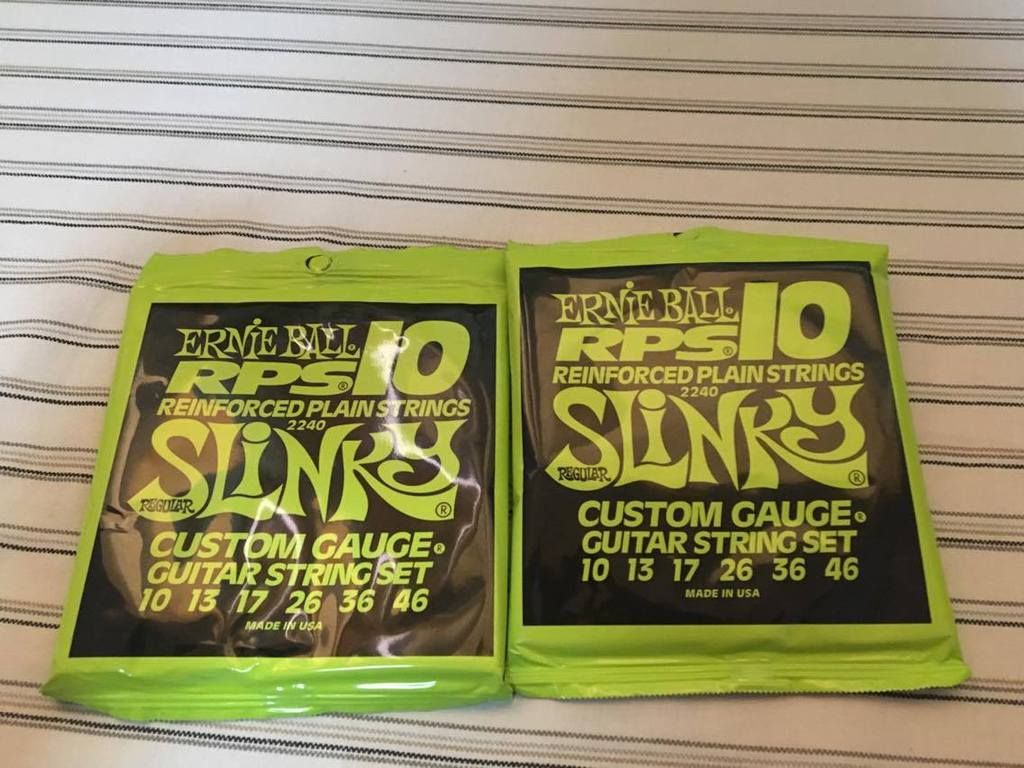 ERNIE BALL®
RPS® 10
REINFORCED PLAIN STRINGS
2240
SLINKY®
REGULAR
CUSTOM GAUGE®
GUITAR STRING SET
10 13 17 26 36 46
MADE IN USA
ERNIE BALL
RPS® 10
REINFORCED PLAIN STRINGS
2240
SLINKY®
REGULAR
CUSTOM GAUGE®
GUITAR STRING SET
10 13 17 26 36 46
MADE IN USA